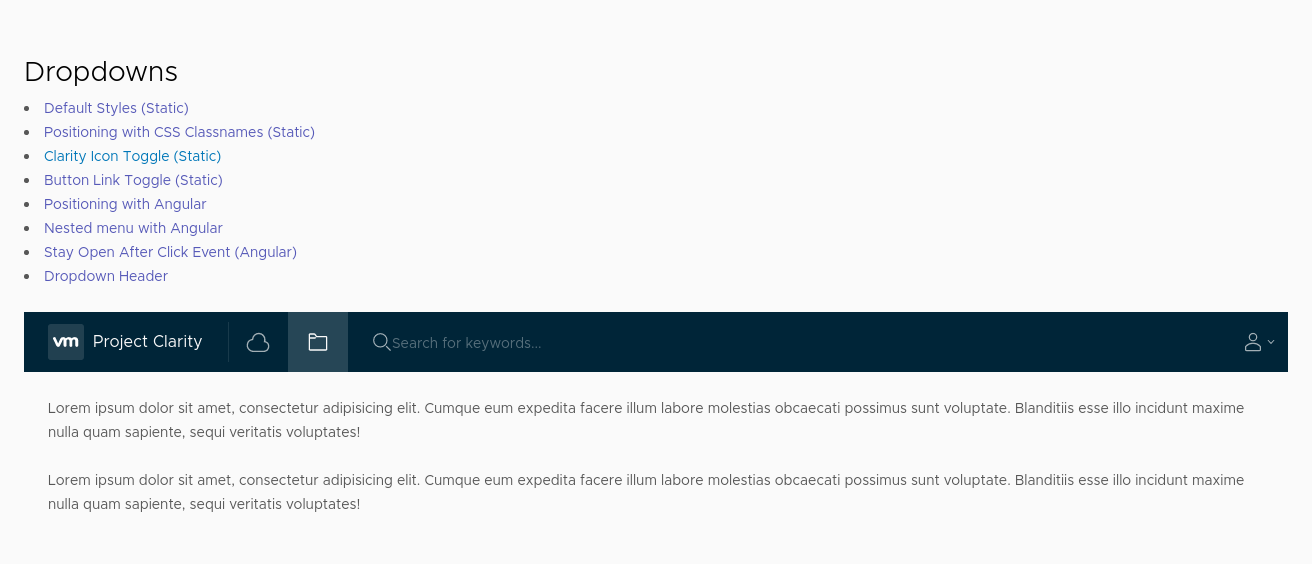 Dropdowns
Default Styles (Static)
Positioning with CSS Classnames (Static)
Clarity Icon Toggle (Static)
Button Link Toggle (Static)
Positioning with Angular
Nested menu with Angular
Stay Open After Click Event (Angular)
Dropdown Header
vm Project Clarity Search for keywords...
Lorem ipsum dolor sit amet, consectetur adipisicing elit. Cumque eum expedita facere illum labore molestias obcaecati possimus sunt voluptate. Blanditiis esse illo incidunt maxime
nulla quam sapiente, sequi veritatis voluptates!
Lorem ipsum dolor sit amet, consectetur adipisicing elit. Cumque eum expedita facere illum labore molestias obcaecati possimus sunt voluptate. Blanditiis esse illo incidunt maxime
nulla quam sapiente, sequi veritatis voluptates!